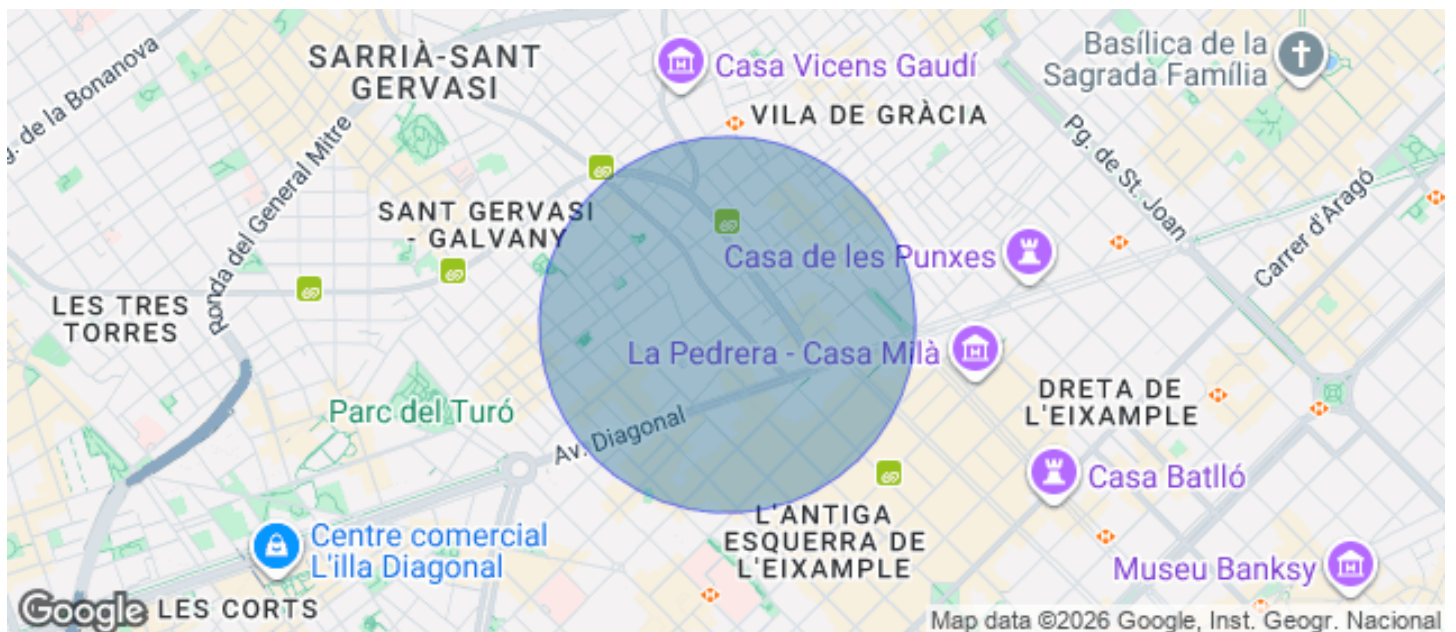 SARRIÀ-SANT
GERVASI
Casa Vicens Gaudí
Basílica de la
Sagrada Família
Pg. de la Bonanova
VILA DE GRÀCIA
Ronda del General Mitre
Pg. de St. Joan
Carrer d'Aragó
SANT GERVASI
- GALVANY
Casa de les Punxes
LES TRES
TORRES
La Pedrera - Casa Milà
Parc del Turó
Av. Diagonal
DRETA DE
L'EIXAMPLE
Casa Batlló
L'ANTIGA
ESQUERRA DE
L'EIXAMPLE
Centre comercial
L'illa Diagonal
Museu Banksy
Google
LES CORTS
Map data ©2026 Google, Inst. Geogr. Nacional